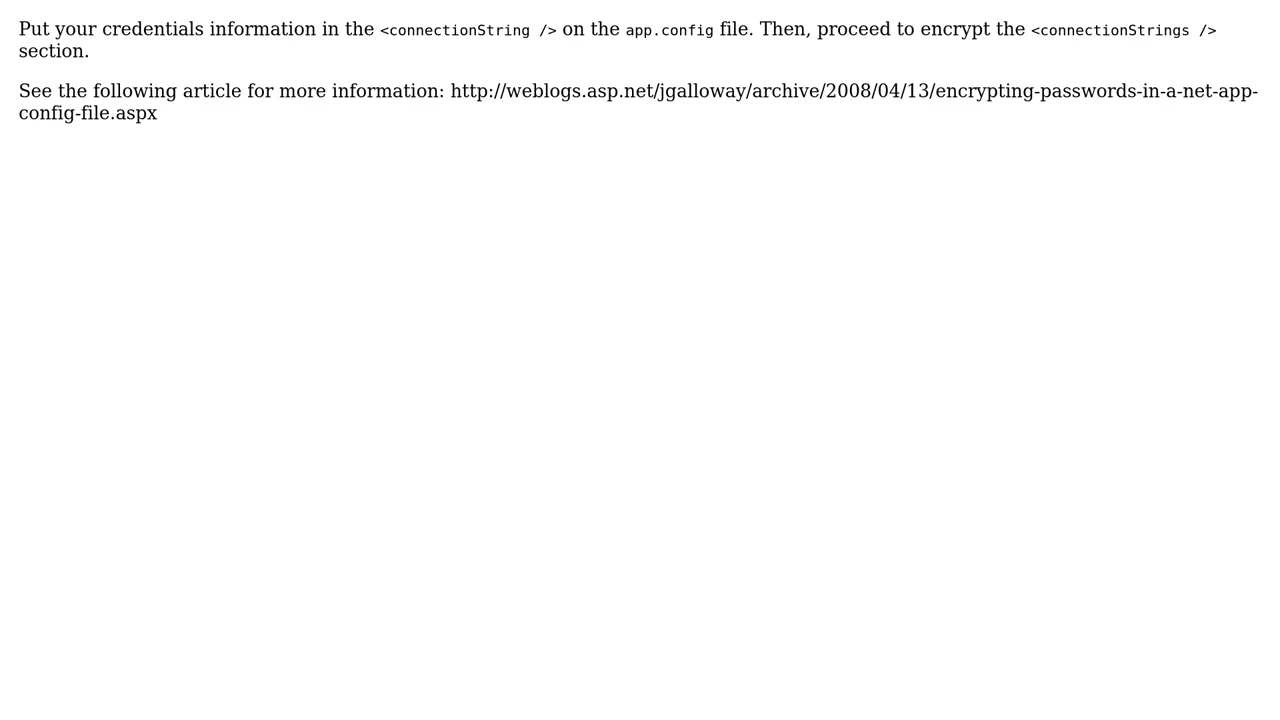 Put your credentials information in the <connectionString /> on the app.config file. Then, proceed to encrypt the <connectionStrings />
section.
See the following article for more information: http://weblogs.asp.net/jgalloway/archive/2008/04/13/encrypting-passwords-in-a-net-app-
config-file.aspx